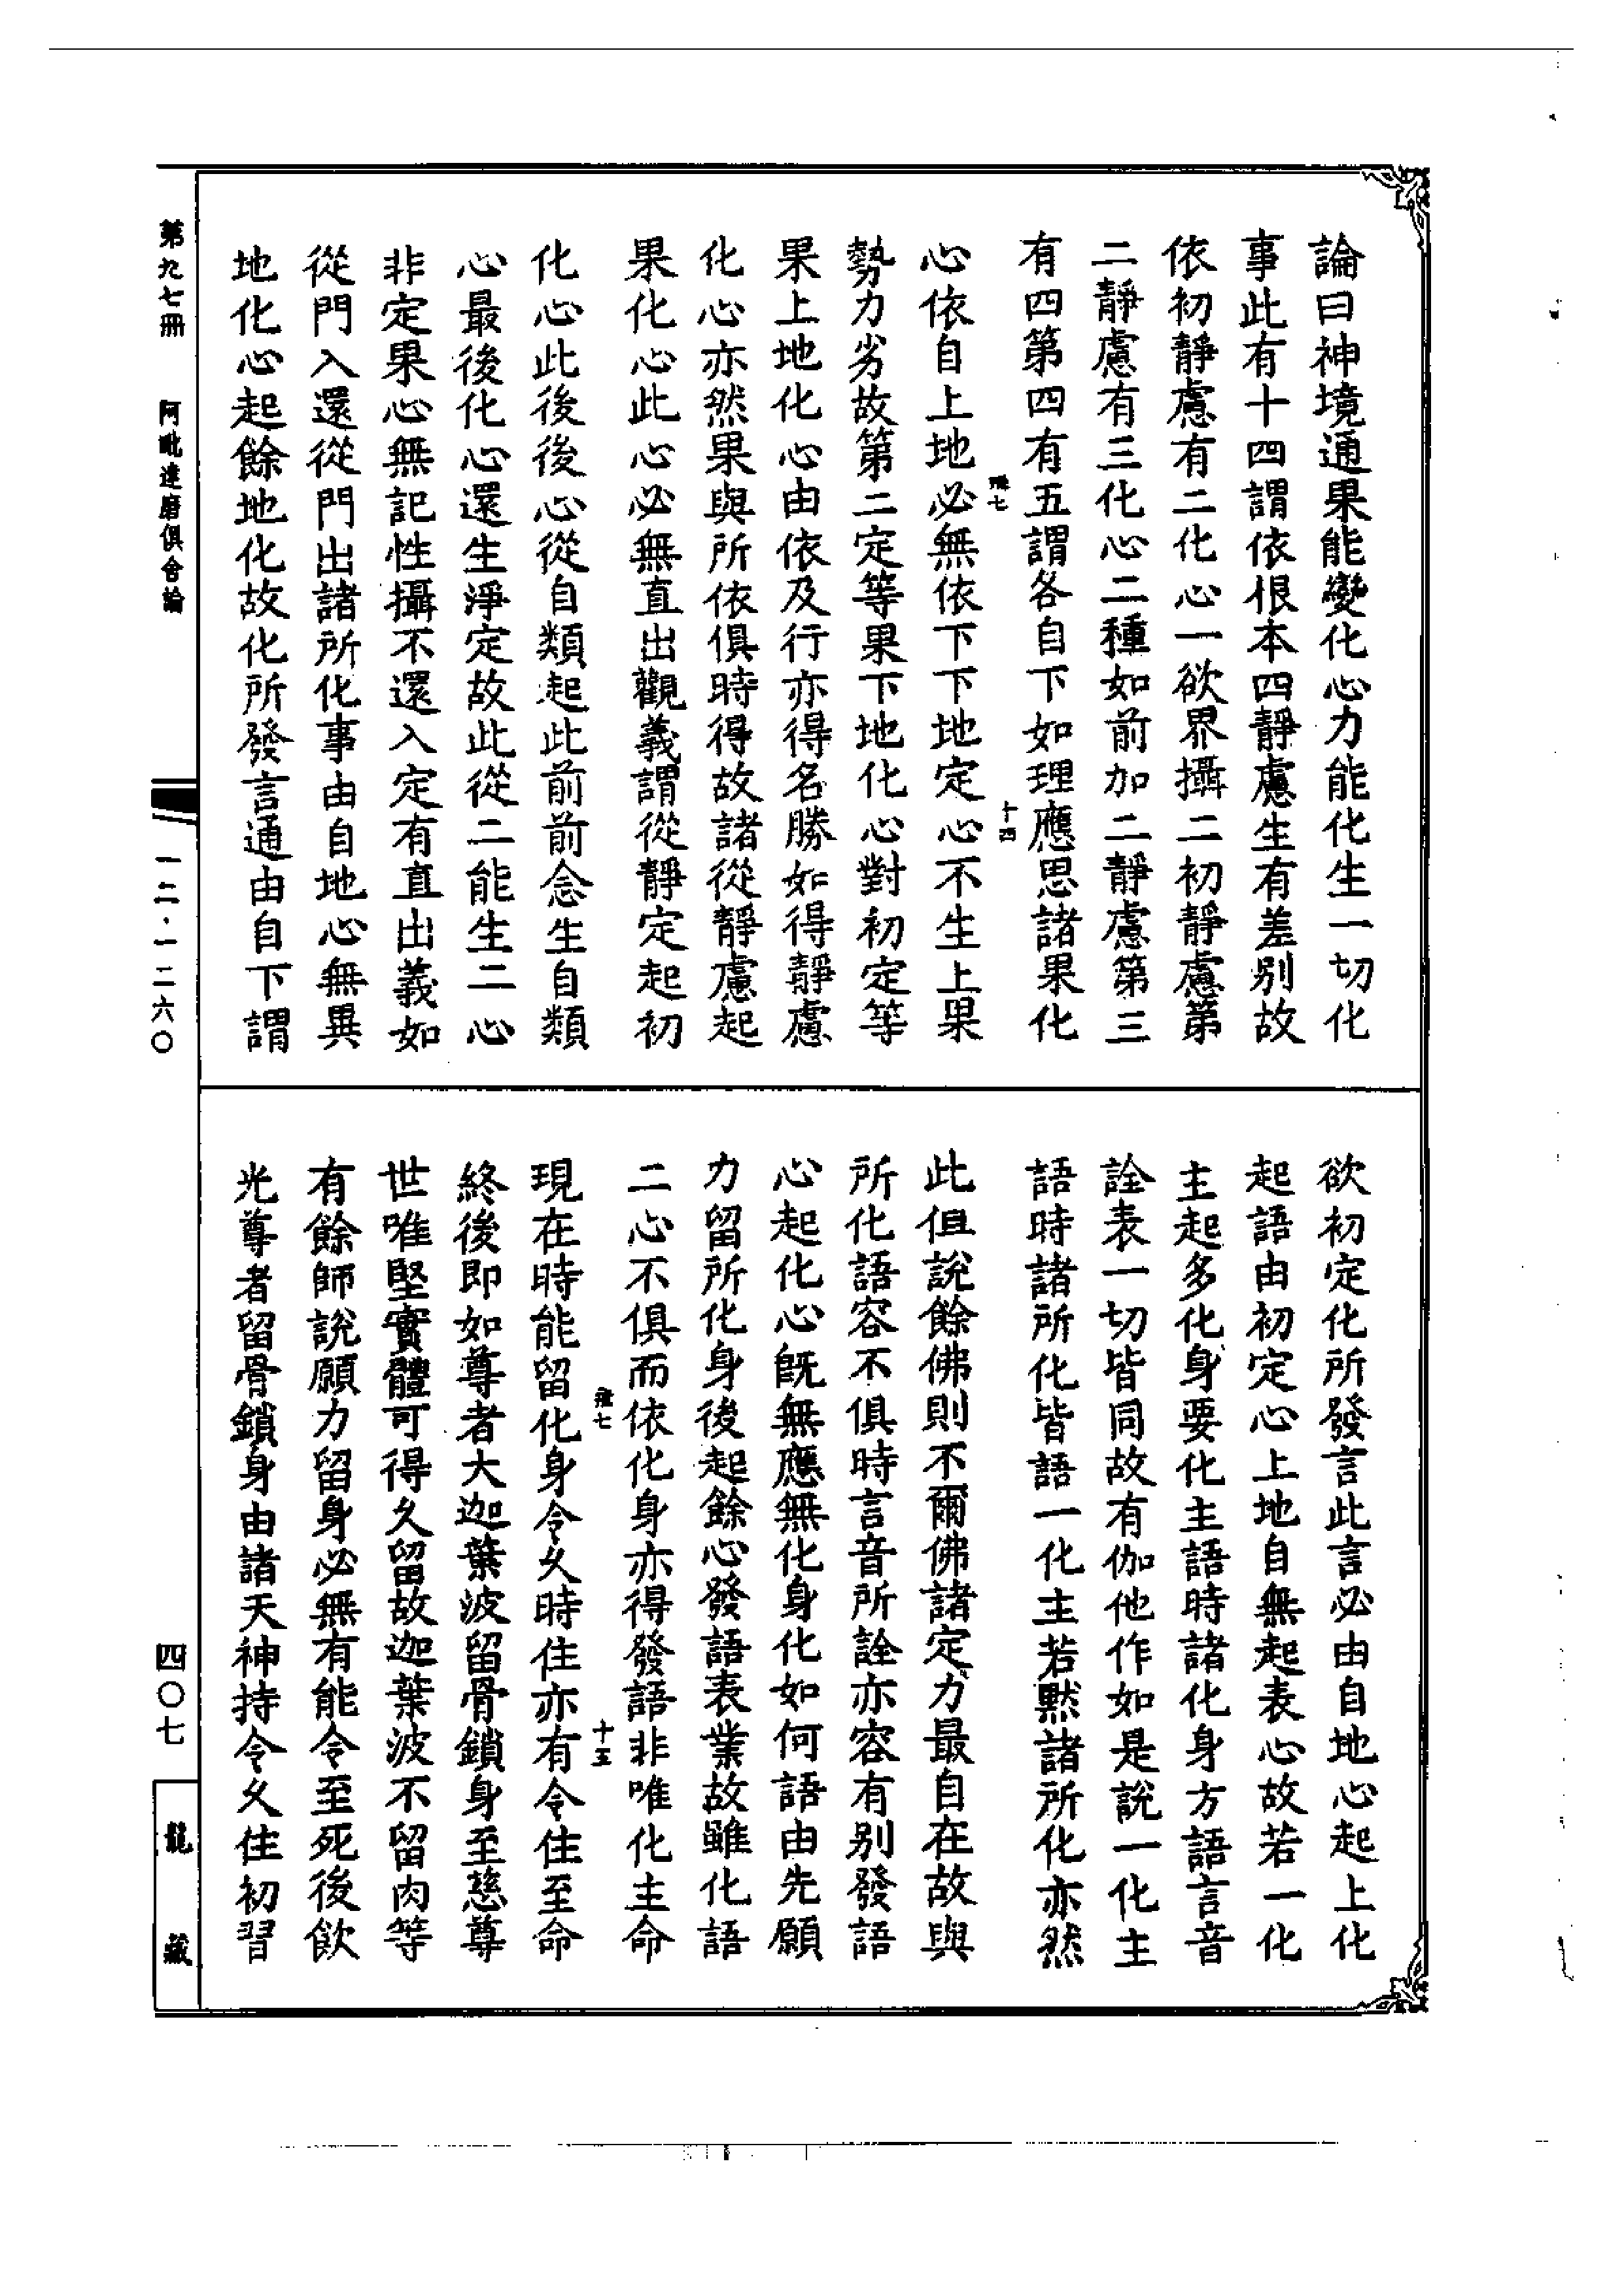 論曰神境通果能變化心力能化生一切化
事此有十四謂依根本四靜慮生有差別故
依初靜慮有二化心一欲界攝二初靜慮第
二靜慮有三化心二種如前加二靜慮第三
有四第四有五謂各自下如理應思諸果化
心依自上地必無依下下地定心不生上果
勢力劣故第二定等果下地化心對初定等
果上地化心由依及行亦得名勝如得靜慮
化心亦然果與所依俱時得故諸從靜慮起
果化心此心必無直出觀義謂從靜定起初
化心此後後心從自類起此前前念生自類
心最後化心還生淨定故此從二能生二心
非定果心無記性攝不還入定有直出義如
從門入還從門出諸所化事由自地心無異
地化心起餘地化故化所發言通由自下謂
欲初定化所發言此言必由自地心起上化
起語由初定心上地自無起表心故若一化
主起多化身要化主語時諸化身方語言音
詮表一切皆同故有伽他作如是說一化主
語時諸所化皆語一化主若默諸所化亦然
此但說餘佛則不爾佛諸定力最自在故與
所化語容不俱時言音所詮亦容有別發語
心起化心既無應無化身化如何語由先願
力留所化身後起餘心發語表業故雖化語
二心不俱而依化身亦得發語非唯化主命
現在時能留化身令久時住亦有令住至命
終後即如尊者大迦葉波留骨鎖身至慈尊
世唯堅實體可得久留故迦葉波不留肉等
有餘師說願力留身必無有能令至死後飲
光尊者留骨鎖身由諸天神持令久住初習
第九七冊 阿毗達磨俱舍論
一二·一二六〇
四〇七
龍藏
七
十四
七
十五